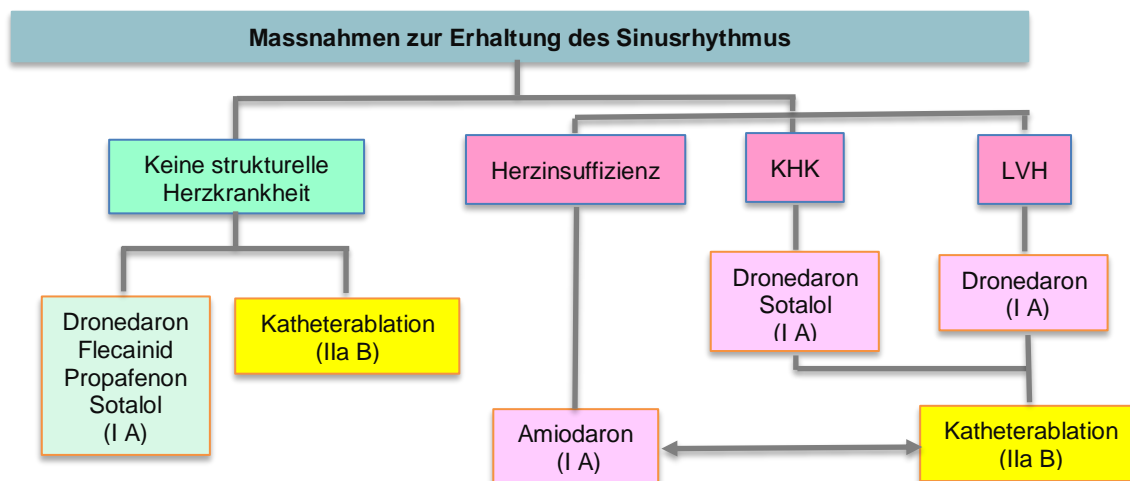 Massnahmen zur Erhaltung des Sinusrhythmus
Keine strukturelle
Herzkrankheit
Herzinsuffizienz
KHK
LVH
Dronedaron
Flecainid
Propafenon
Sotalol
(I A)
Katheterablation
(IIa B)
Dronedaron
Sotalol
(I A)
Dronedaron
(I A)
Amiodaron
(I A)
Katheterablation
(IIa B)